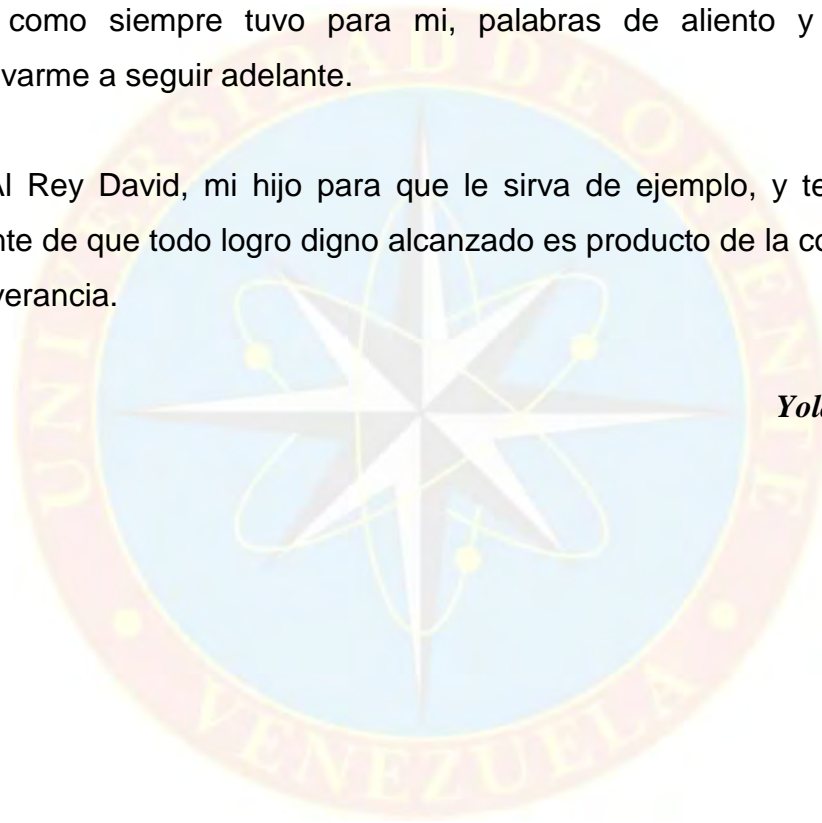 como siempre tuvo para mi, palabras de aliento y
varme a seguir adelante.
Al Rey David, mi hijo para que le sirva de ejemplo, y te
nte de que todo logro digno alcanzado es producto de la co
verancia.
Yol
UNIVERSIDAD DE ORIENTE
VENEZUELA